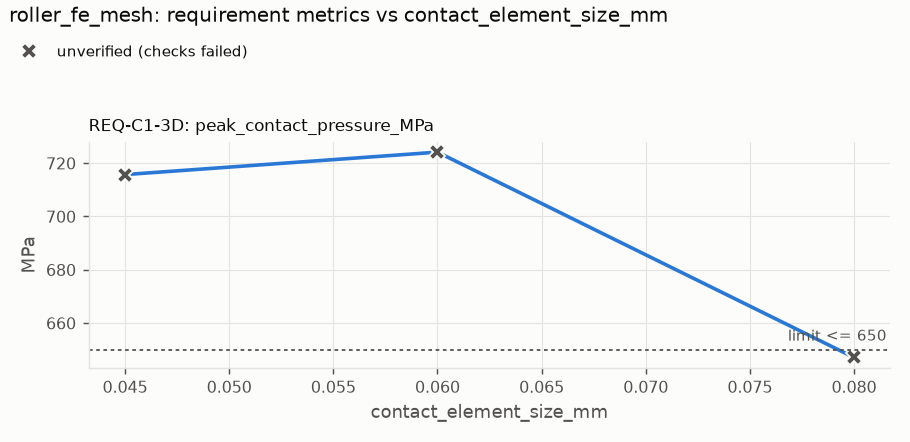 roller_fe_mesh: requirement metrics vs contact_element_size_mm
unverified (checks failed)
REQ-C1-3D: peak_contact_pressure_MPa
720
700
680
660
MPa
limit <= 650
0.045 0.050 0.055 0.060 0.065 0.070 0.075 0.080
contact_element_size_mm